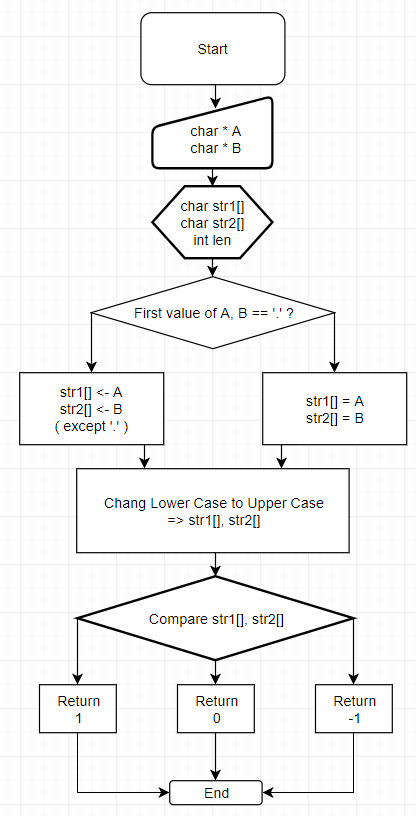 Start
char * A
char * B
char str1[]
char str2[]
int len
First value of A, B == '.' ?
str1[] <- A
str2[] <- B
( except '.' )
str1[] = A
str2[] = B
Chang Lower Case to Upper Case
=> str1[], str2[]
Compare str1[], str2[]
Return
1
Return
0
Return
-1
End